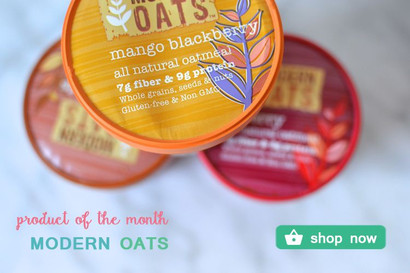 OATS
mango blackberry
all natural oatmeal
7g fiber & 9g protein
Whole grains, seeds & nuts
Gluten-free & Non GMO
OATS
product of the month
MODERN OATS
shop now